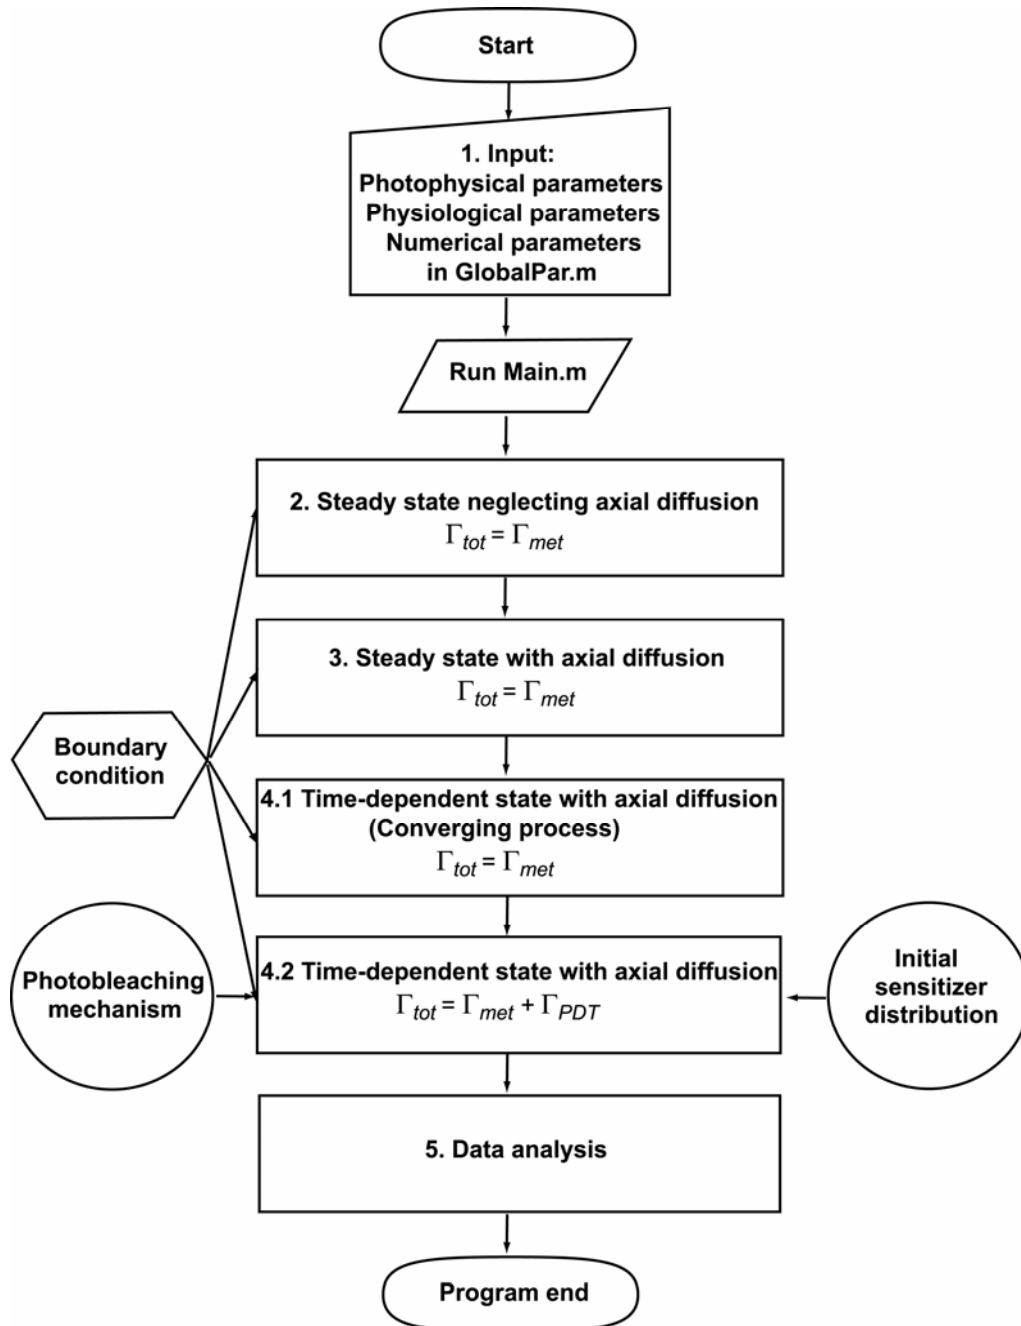 Start
1. Input:
Photophysical parameters
Physiological parameters
Numerical parameters
in GlobalPar.m
Run Main.m
2. Steady state neglecting axial diffusion
Γtot = Γmet
3. Steady state with axial diffusion
Γtot = Γmet
Boundary
condition
4.1 Time-dependent state with axial diffusion
(Converging process)
Γtot = Γmet
Photobleaching
mechanism
4.2 Time-dependent state with axial diffusion
Γtot = Γmet + ΓPDT
Initial
sensitizer
distribution
5. Data analysis
Program end